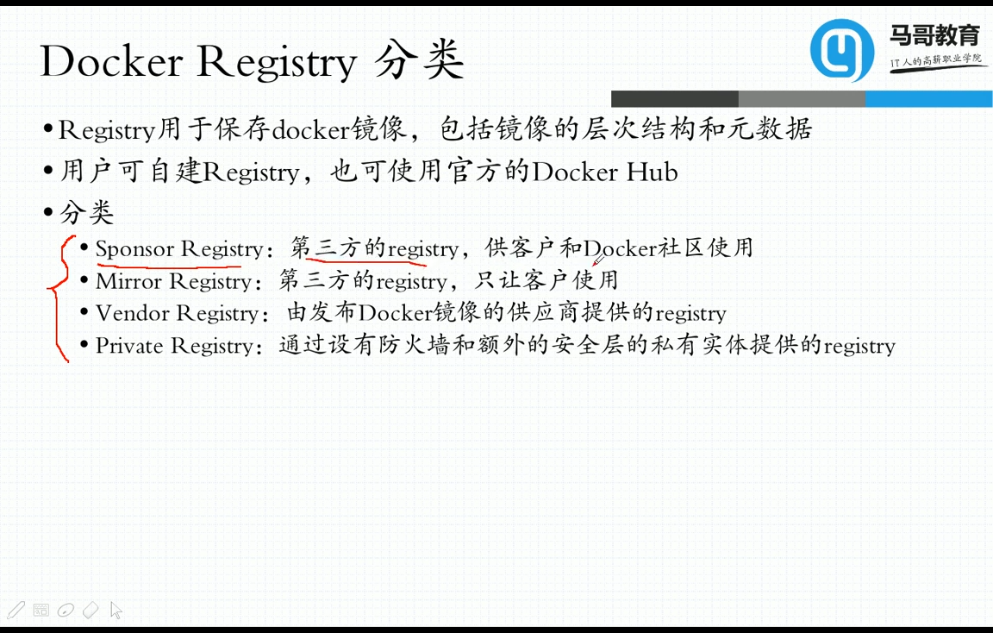 Docker Registry 分类
马哥教育
IT人的高薪职业学院
•Registry用于保存docker镜像，包括镜像的层次结构和元数据
•用户可自建Registry，也可使用官方的Docker Hub
•分类
•Sponsor Registry：第三方的registry，供客户和Docker社区使用
•Mirror Registry：第三方的registry，只让客户使用
•Vendor Registry：由发布Docker镜像的供应商提供的registry
•Private Registry：通过设有防火墙和额外的安全层的私有实体提供的registry